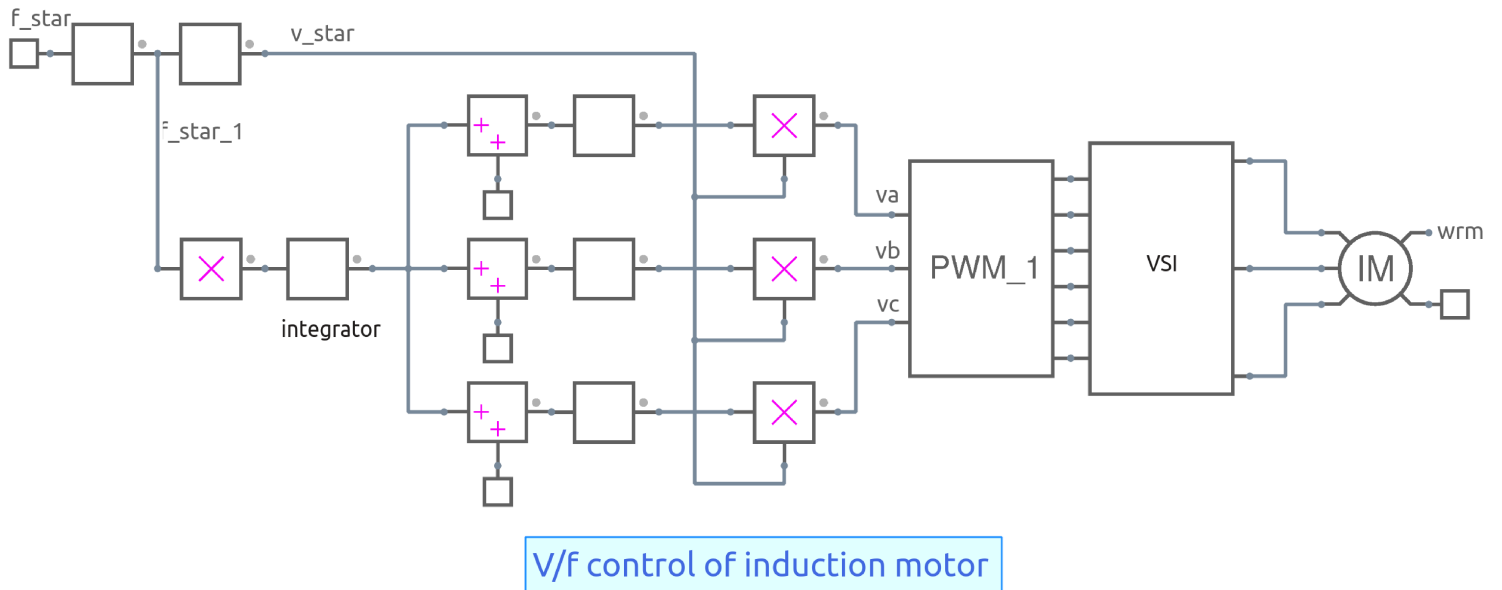 f_star
v_star
f_star_1
va
vb
vc
PWM_1
VSI
IM
wrm
integrator
V/f control of induction motor